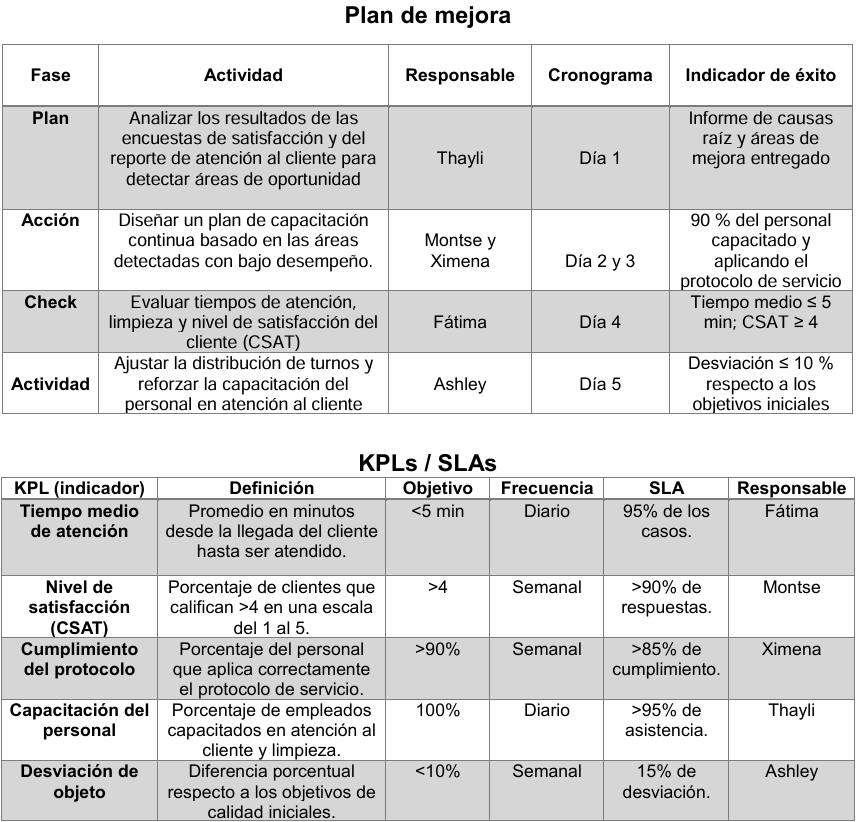 Plan de mejora
Fase Actividad Responsable Cronograma Indicador de éxito
Plan
Analizar los resultados de las
encuestas de satisfacción y del
reporte de atención al cliente para
detectar áreas de oportunidad
Thayli
Día 1
Informe de causas
raíz y áreas de
mejora entregado
Acción
Diseñar un plan de capacitación
continua basado en las áreas
detectadas con bajo desempeño.
Montse y
Ximena
Día 2 y 3
90 % del personal
capacitado y
aplicando el
protocolo de servicio
Check
Evaluar tiempos de atención,
limpieza y nivel de satisfacción del
cliente (CSAT)
Fátima
Día 4
Tiempo medio ≤ 5
min; CSAT ≥ 4
Actividad
Ajustar la distribución de turnos y
reforzar la capacitación del
personal en atención al cliente
Ashley
Día 5
Desviación ≤ 10 %
respecto a los
objetivos iniciales
KPLs / SLAs
KPL (indicador) Definición Objetivo Frecuencia SLA Responsable
Tiempo medio
de atención
Promedio en minutos
desde la llegada del cliente
hasta ser atendido.
<5 min
Diario
95% de los
casos.
Fátima
Nivel de
satisfacción
(CSAT)
Porcentaje de clientes que
califican >4 en una escala
del 1 al 5.
>4
Semanal
>90% de
respuestas.
Montse
Cumplimiento
del protocolo
Porcentaje del personal
que aplica correctamente
el protocolo de servicio.
>90%
Semanal
>85% de
cumplimiento.
Ximena
Capacitación del
personal
Porcentaje de empleados
capacitados en atención al
cliente y limpieza.
100%
Diario
>95% de
asistencia.
Thayli
Desviación de
objeto
Diferencia porcentual
respecto a los objetivos de
calidad iniciales.
<10%
Semanal
15% de
desviación.
Ashley